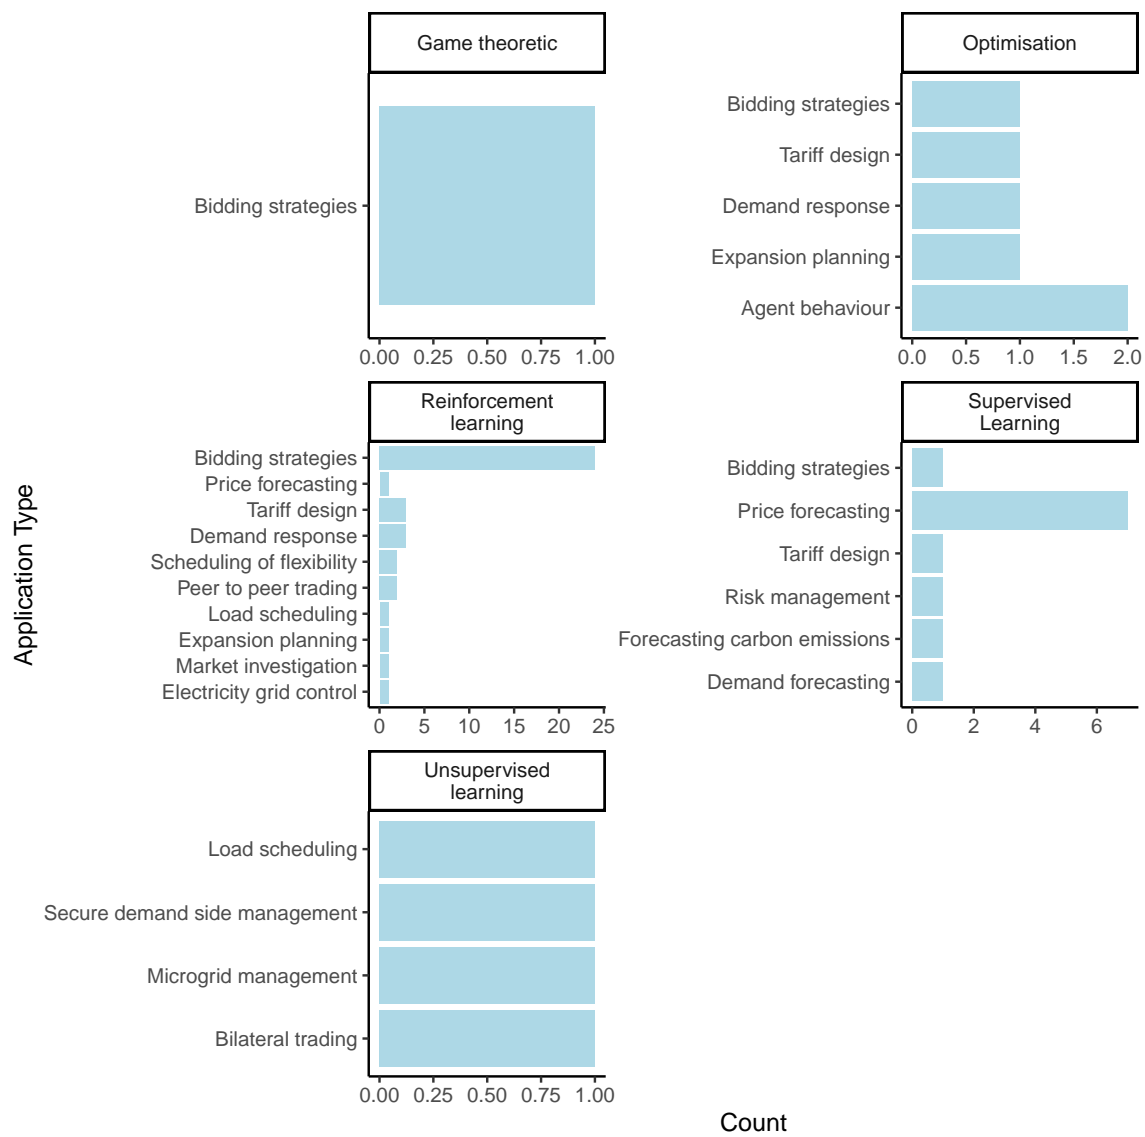 Game theoretic
Bidding strategies
0.00 0.25 0.50 0.75 1.00
Optimisation
Bidding strategies
Tariff design
Demand response
Expansion planning
Agent behaviour
0.0 0.5 1.0 1.5 2.0
Reinforcement
learning
Bidding strategies
Price forecasting
Tariff design
Demand response
Scheduling of flexibility
Peer to peer trading
Load scheduling
Expansion planning
Market investigation
Electricity grid control
0 5 10 15 20 25
Supervised
Learning
Bidding strategies
Price forecasting
Tariff design
Risk management
Forecasting carbon emissions
Demand forecasting
0 2 4 6
Unsupervised
learning
Load scheduling
Secure demand side management
Microgrid management
Bilateral trading
0.00 0.25 0.50 0.75 1.00
Application Type
Count